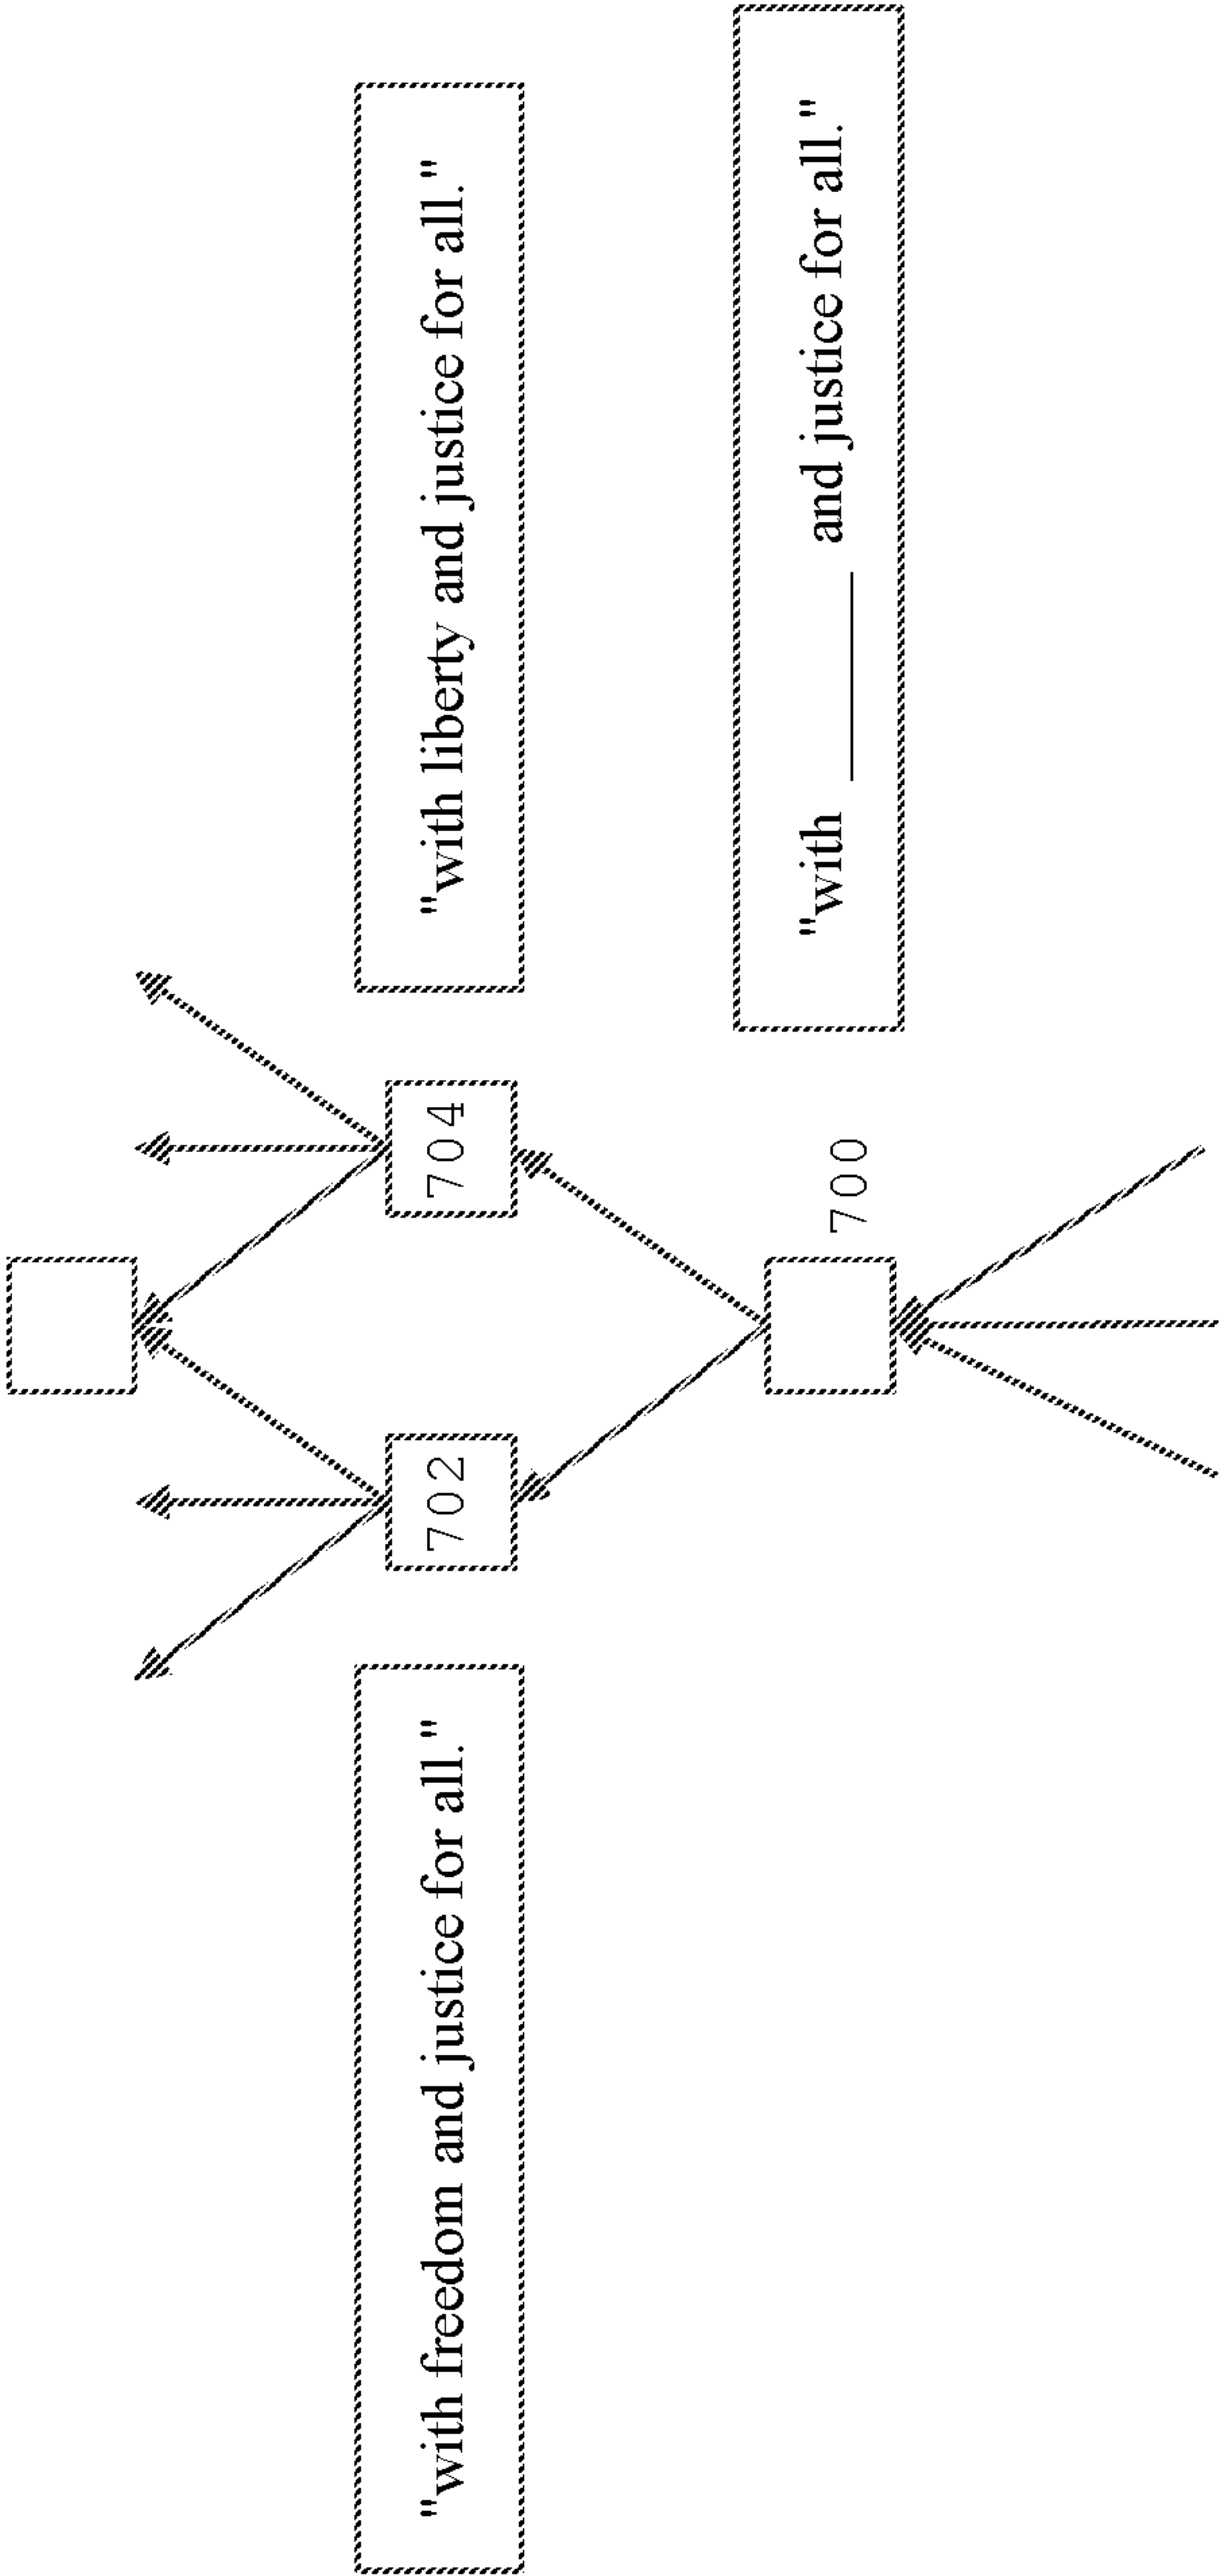 "with freedom and justice for all."
702
704
"with liberty and justice for all."
700
"with ______ and justice for all."